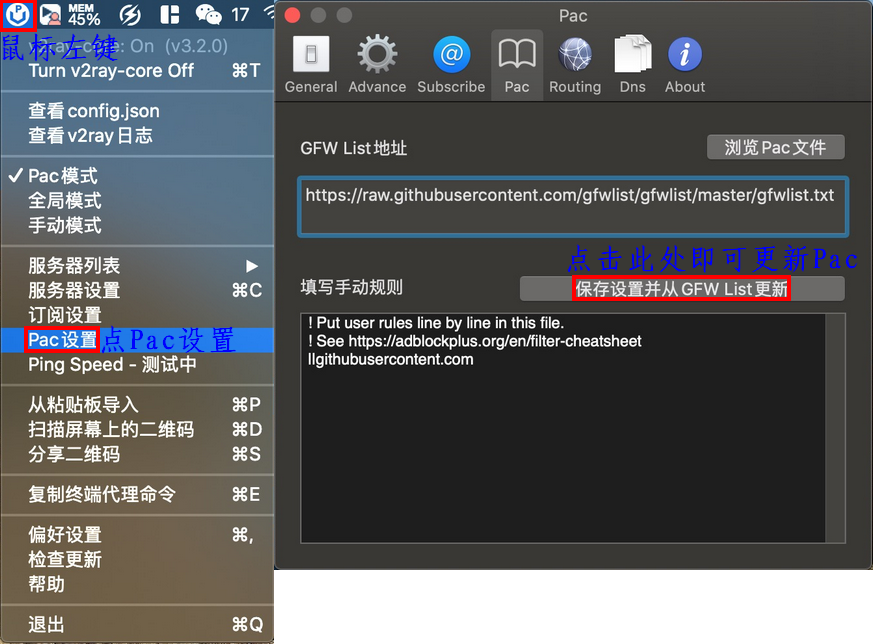 P
MEM
45%
17
鼠标左键
v2ray-core: On (v3.2.0)
Turn v2ray-core Off ⌘T
查看config.json
查看v2ray日志
✓ Pac模式
全局模式
手动模式
服务器列表 ▶
服务器设置 ⌘C
订阅设置
Pac设置 点Pac设置
Ping Speed - 测试中
从粘贴板导入 ⌘P
扫描屏幕上的二维码 ⌘D
分享二维码 ⌘S
复制终端代理命令 ⌘E
偏好设置 ⌘,
检查更新
帮助
退出 ⌘Q
Pac
General Advance Subscribe Pac Routing Dns About
GFW List地址 浏览Pac文件
https://raw.githubusercontent.com/gfwlist/gfwlist/master/gfwlist.txt
点击此处即可更新Pac
填写手动规则 保存设置并从GFW List更新
! Put user rules line by line in this file.
! See https://adblockplus.org/en/filter-cheatsheet
||githubusercontent.com